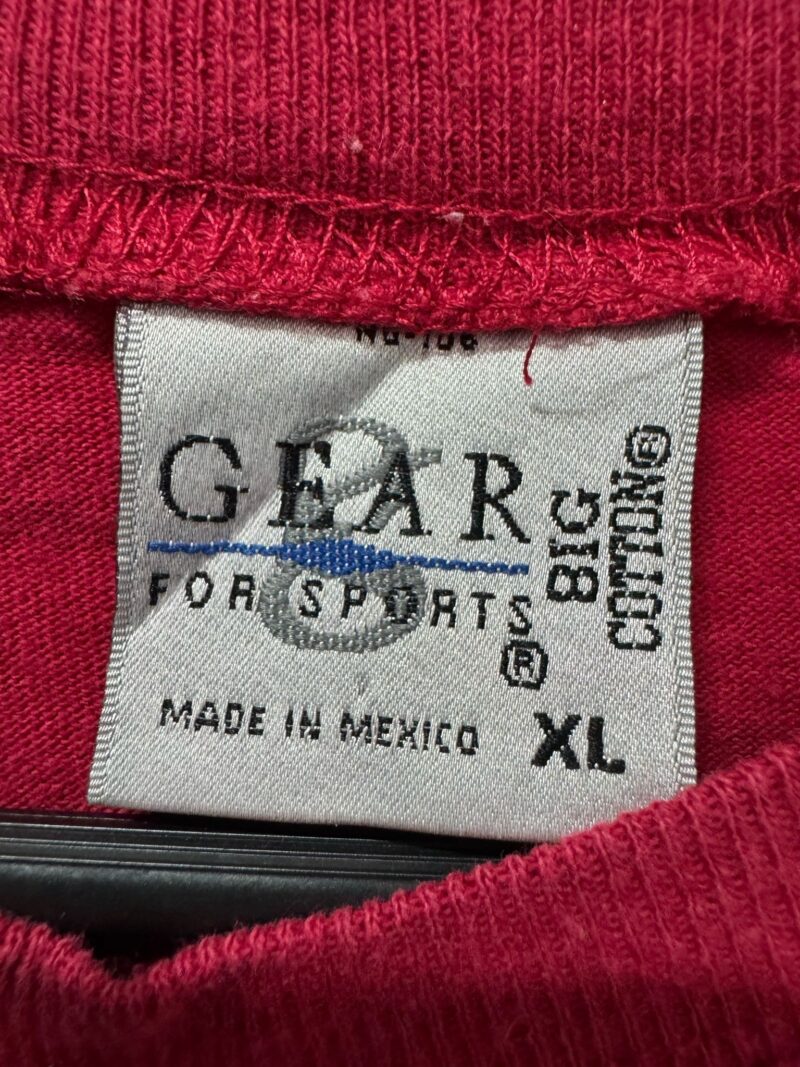 GEAR
FOR SPORTS®
BIG
COTTON®
MADE IN MEXICO
XL